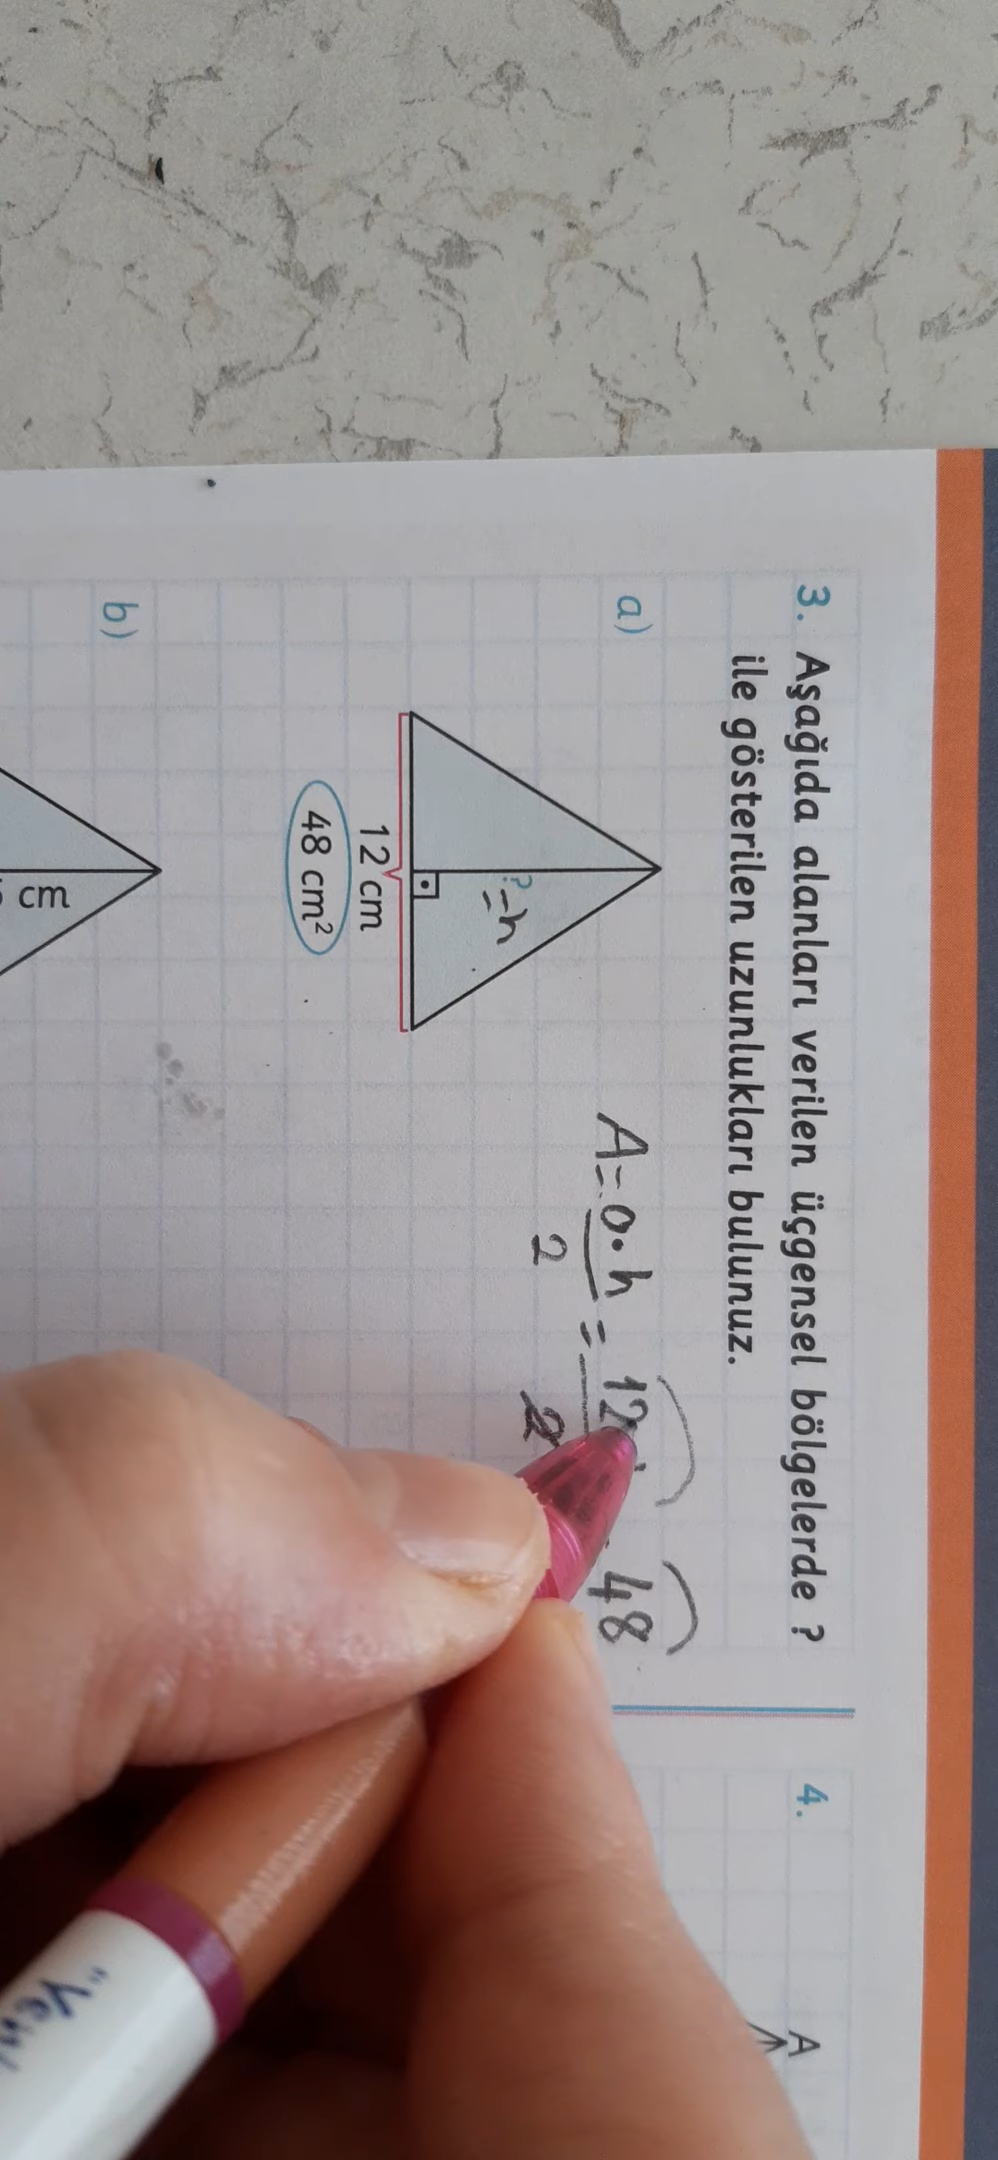 3. Aşağıda alanları verilen üçgensel bölgelerde ?
ile gösterilen uzunlukları bulunuz.
a)
?=h
12 cm
48 cm²
A=a.h = 12 . 48
2 2
b)
cm
4.
A